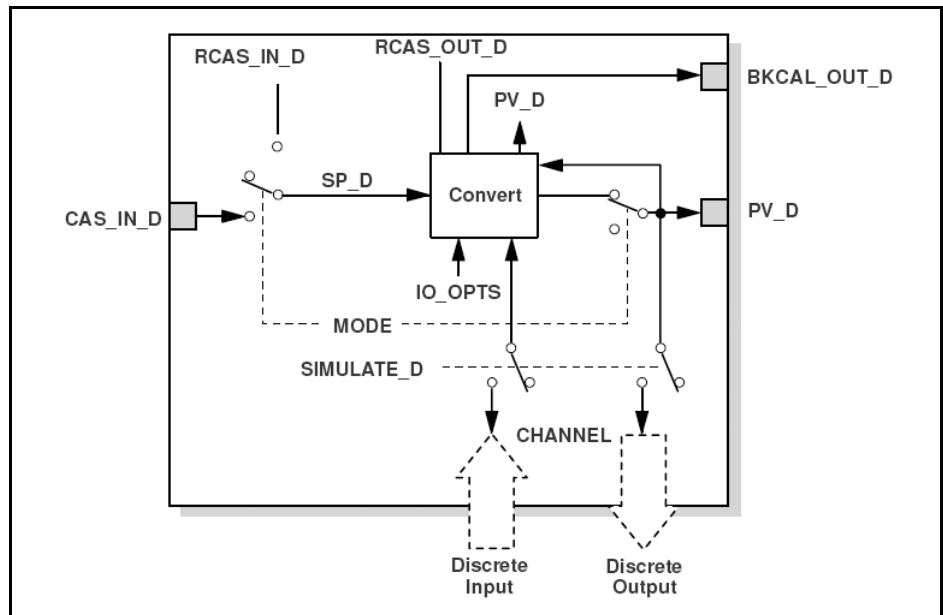 RCAS_IN_D
RCAS_OUT_D
BKCAL_OUT_D
PV_D
SP_D
Convert
CAS_IN_D
PV_D
IO_OPTS
MODE
SIMULATE_D
CHANNEL
Discrete
Input
Discrete
Output